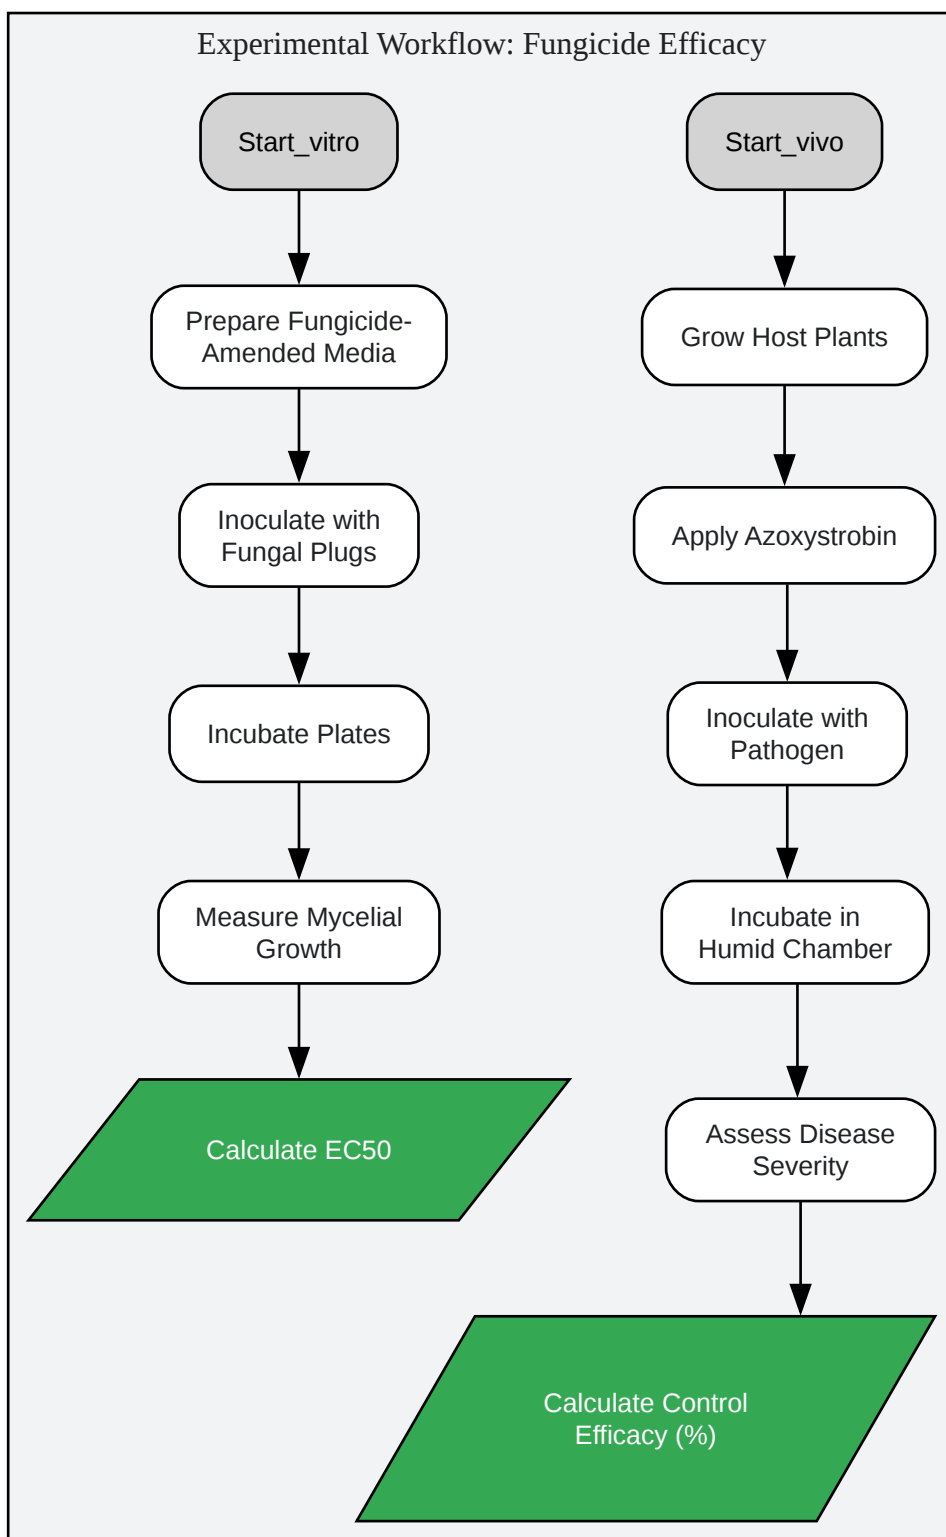 Experimental Workflow: Fungicide Efficacy
Start_vitro
Prepare Fungicide-
Amended Media
Inoculate with
Fungal Plugs
Incubate Plates
Measure Mycelial
Growth
Calculate EC50
Start_vivo
Grow Host Plants
Apply Azoxystrobin
Inoculate with
Pathogen
Incubate in
Humid Chamber
Assess Disease
Severity
Calculate Control
Efficacy (%)